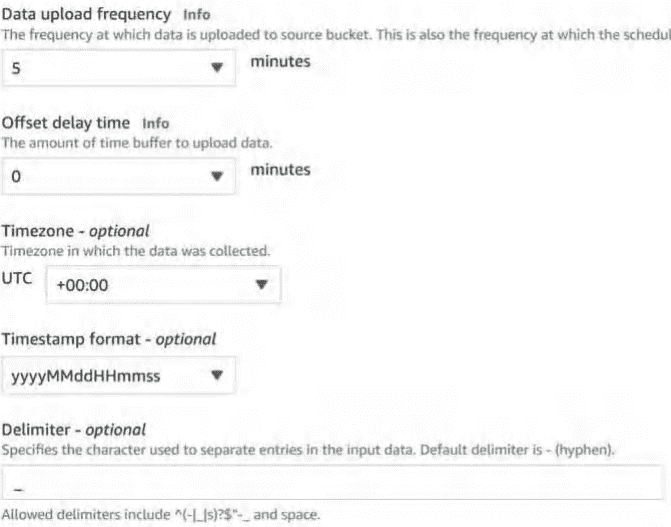 Data upload frequency Info
The frequency at which data is uploaded to source bucket. This is also the frequency at which the schedul
5 minutes
Offset delay time Info
The amount of time buffer to upload data.
0 minutes
Timezone - optional
Timezone in which the data was collected.
UTC +00:00
Timestamp format - optional
yyyyMMddHHmmss
Delimiter - optional
Specifies the character used to separate entries in the input data. Default delimiter is - (hyphen).
_
Allowed delimiters include ^(-|_|s)?$"-_ and space.